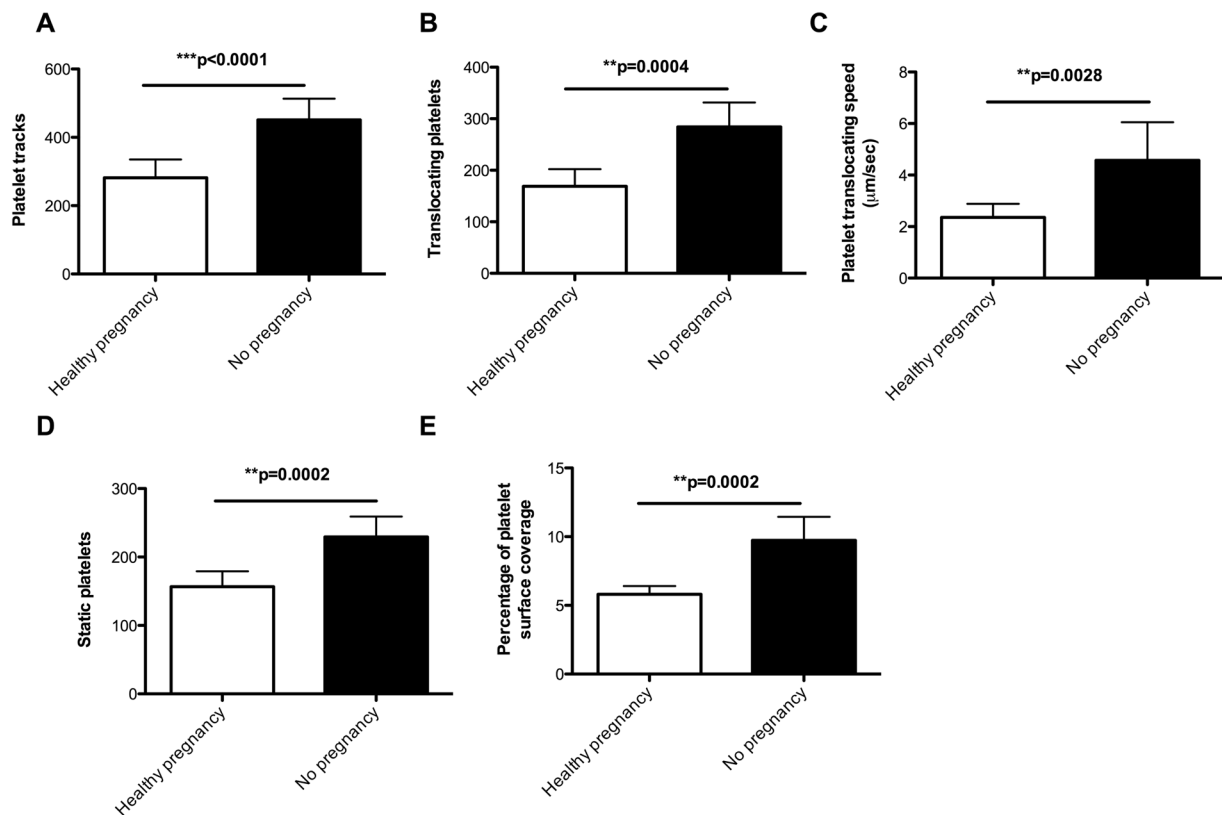 A
***p<0.0001
Platelet tracks
600
400
200
0
Healthy pregnancy
No pregnancy
B
**p=0.0004
Translocating platelets
400
300
200
100
0
Healthy pregnancy
No pregnancy
C
**p=0.0028
Platelet translocating speed
(μm/sec)
8
6
4
2
0
Healthy pregnancy
No pregnancy
D
**p=0.0002
Static platelets
300
200
100
0
Healthy pregnancy
No pregnancy
E
**p=0.0002
Percentage of platelet
surface coverage
15
10
5
0
Healthy pregnancy
No pregnancy